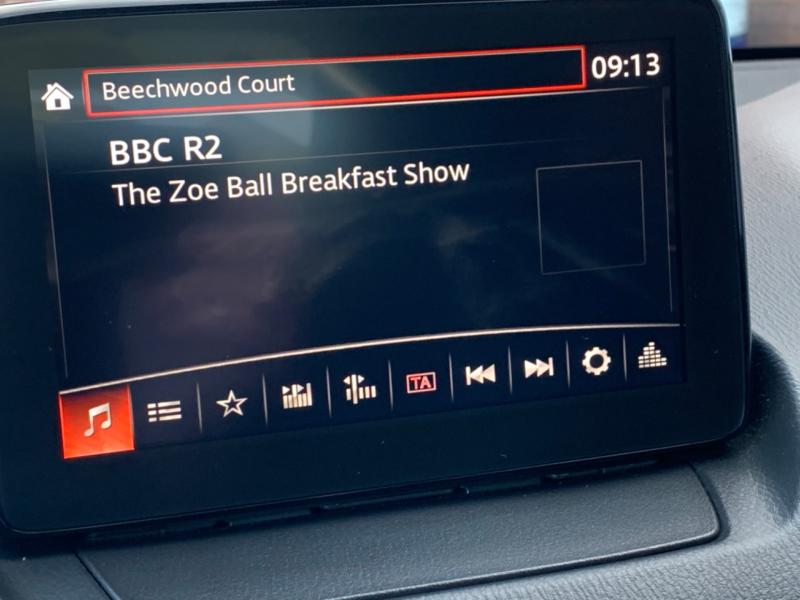 Beechwood Court
09:13
BBC R2
The Zoe Ball Breakfast Show
TA